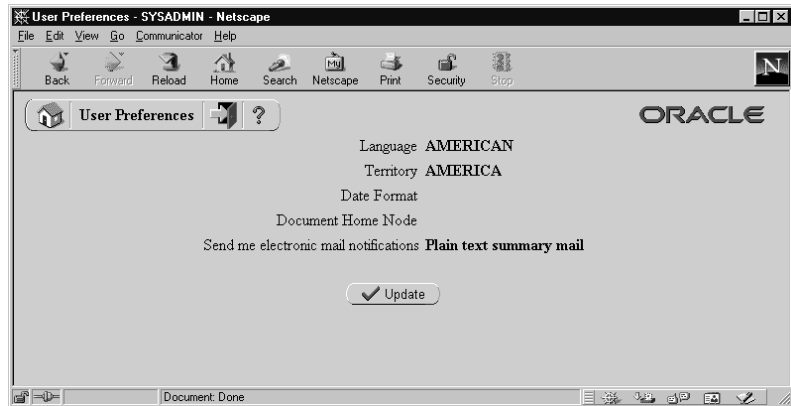 User Preferences - SYSADMIN - Netscape
File Edit View Go Communicator Help
Back Forward Reload Home Search Netscape Print Security Stop
My
N
User Preferences ?
ORACLE
Language AMERICAN
Territory AMERICA
Date Format
Document Home Node
Send me electronic mail notifications Plain text summary mail
Update
Document: Done